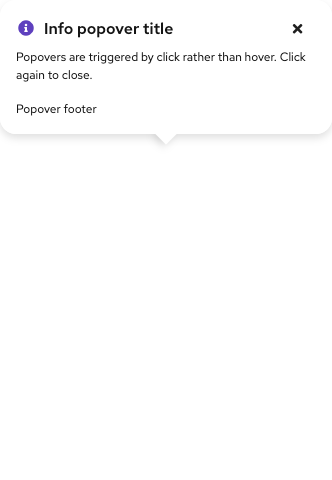 Info popover title
Popovers are triggered by click rather than hover. Click
again to close.
Popover footer